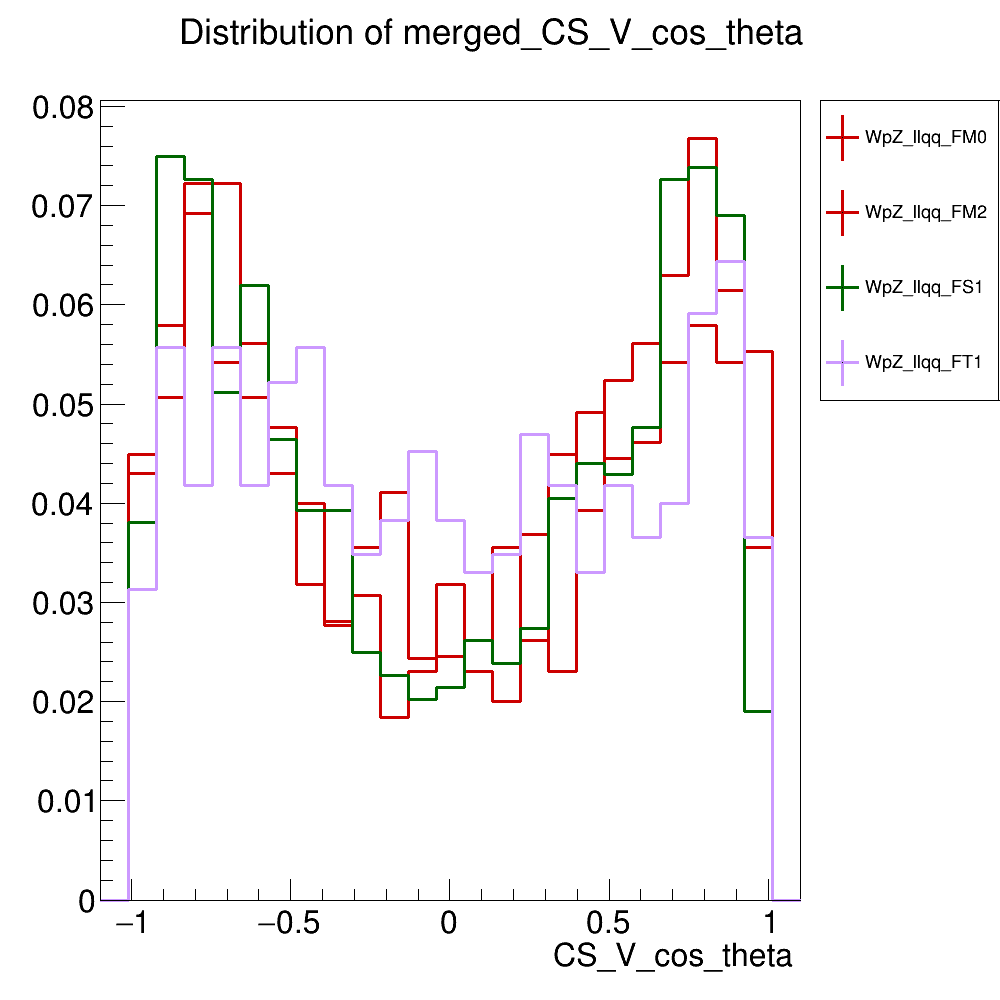 Distribution of merged_CS_V_cos_theta
0.08
0.07
0.06
0.05
0.04
0.03
0.02
0.01
0
−1
−0.5
0
0.5
1
CS_V_cos_theta
WpZ_llqq_FM0
WpZ_llqq_FM2
WpZ_llqq_FS1
WpZ_llqq_FT1